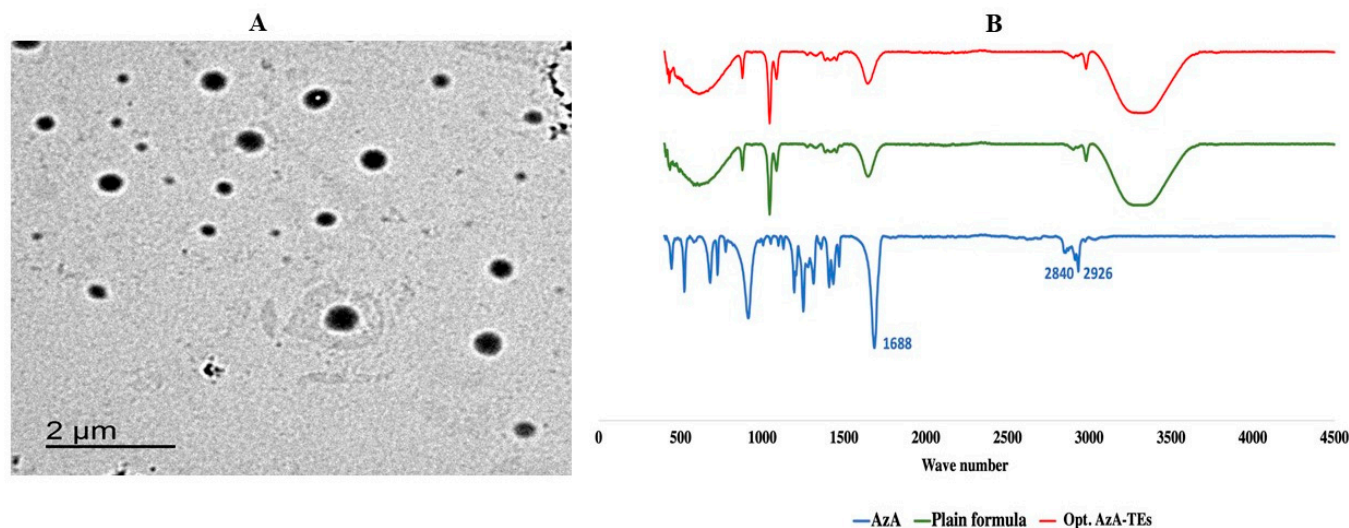 A
B
2 µm
2840
2926
1688
0 500 1000 1500 2000 2500 3000 3500 4000 4500
Wave number
AzA Plain formula Opt. AzA-TEs